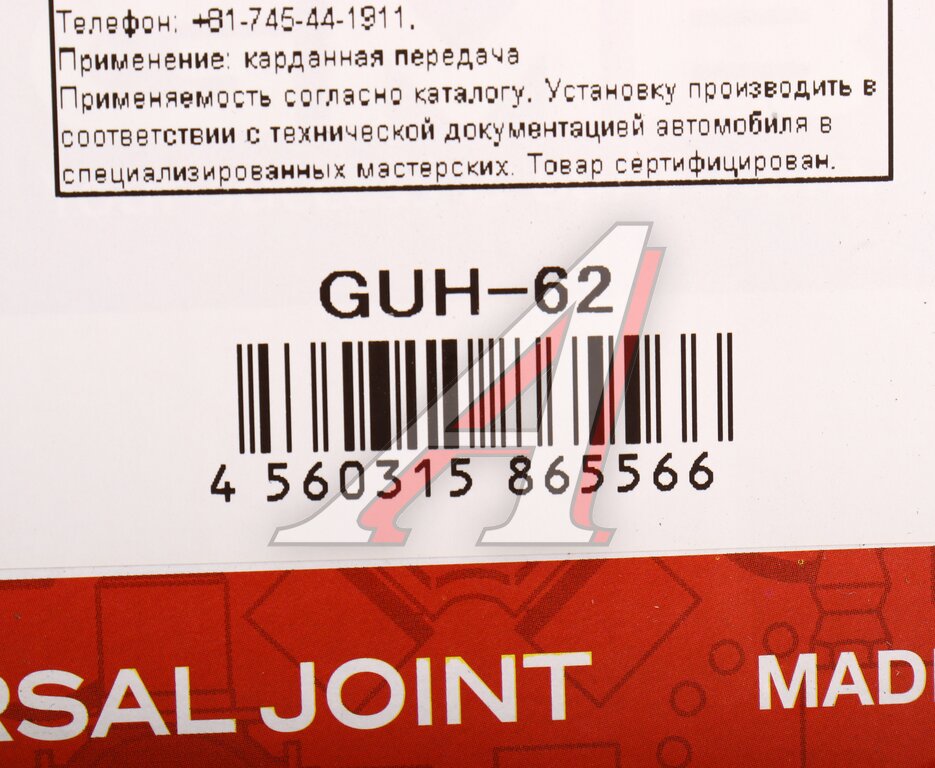 Телефон: +81-745-44-1911.
Применение: карданная передача
Применяемость согласно каталогу. Установку производить в
соответствии с технической документацией автомобиля в
специализированных мастерских. Товар сертифицирован.
GUH-62
4 560315 865566
RSAL JOINT
MADE